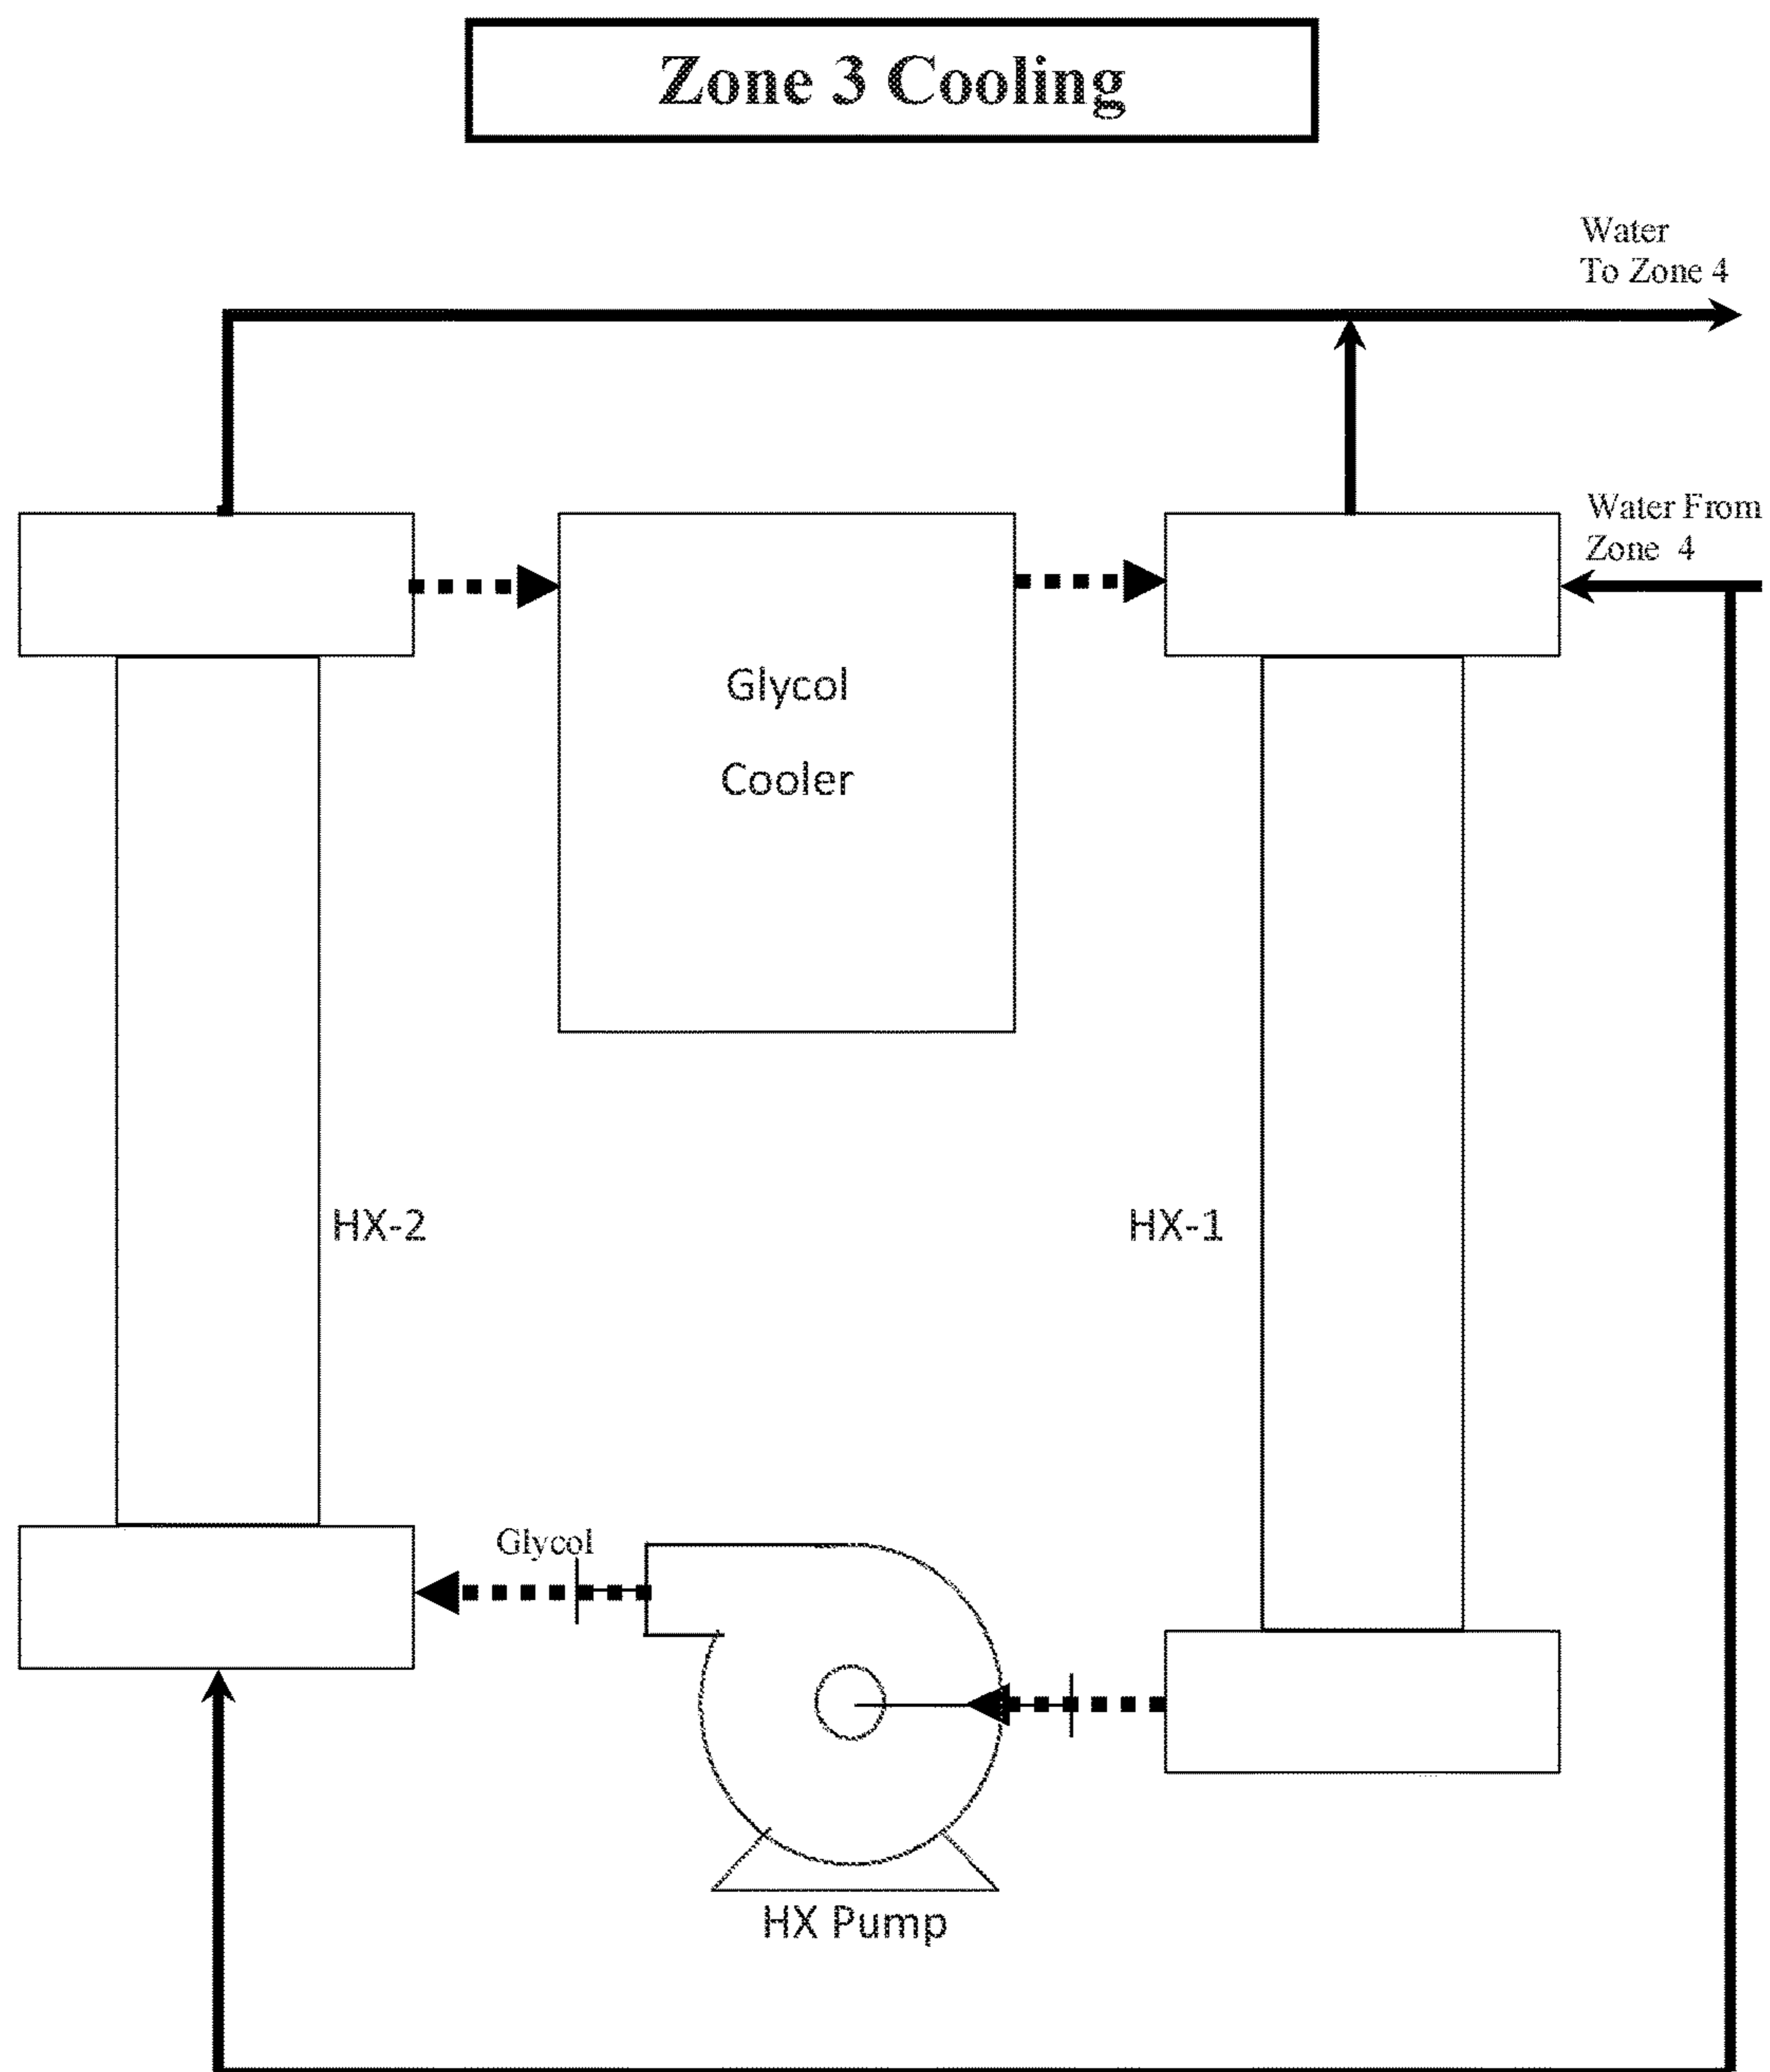 Zone 3 Cooling
Water
To Zone 4
Water From
Zone 4
Glycol
Cooler
HX-2
HX-1
Glycol
HX Pump